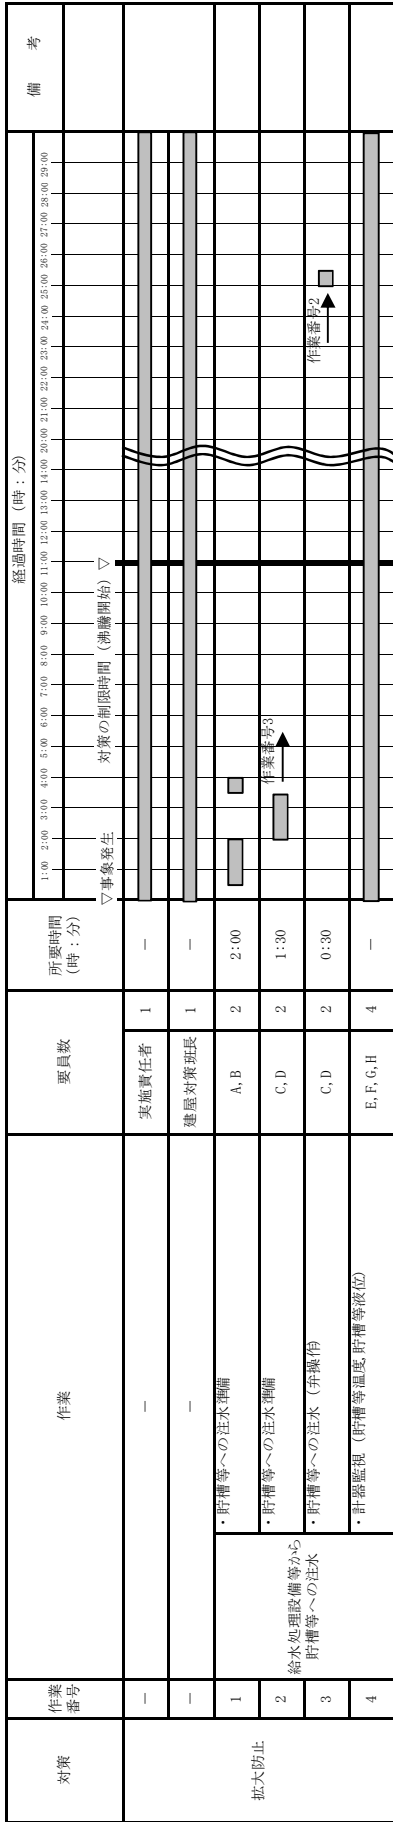 対策
作業番号
作業
要員数
所要時間
(時：分)
経過時間（時：分）
備　考
1:00 2:00 3:00 4:00 5:00 6:00 7:00 8:00 9:00 10:00 11:00 12:00 13:00 14:00 20:00 21:00 22:00 23:00 24:00 25:00 26:00 27:00 28:00 29:00
▽事象発生
対策の制限時間（沸騰開始）▽
拡大防止
－ － 実施責任者 1 －
－ － 建屋対策班長 1 －
給水処理設備等から
貯槽等への注水
1 ・貯槽等への注水準備 A,B 2 2:00
2 ・貯槽等への注水準備 C,D 2 1:30
作業番号3
3 ・貯槽等への注水（弁操作） C,D 2 0:30
作業番号2
4 ・計器監視（貯槽等温度,貯槽等液位） E,F,G,H 4 －